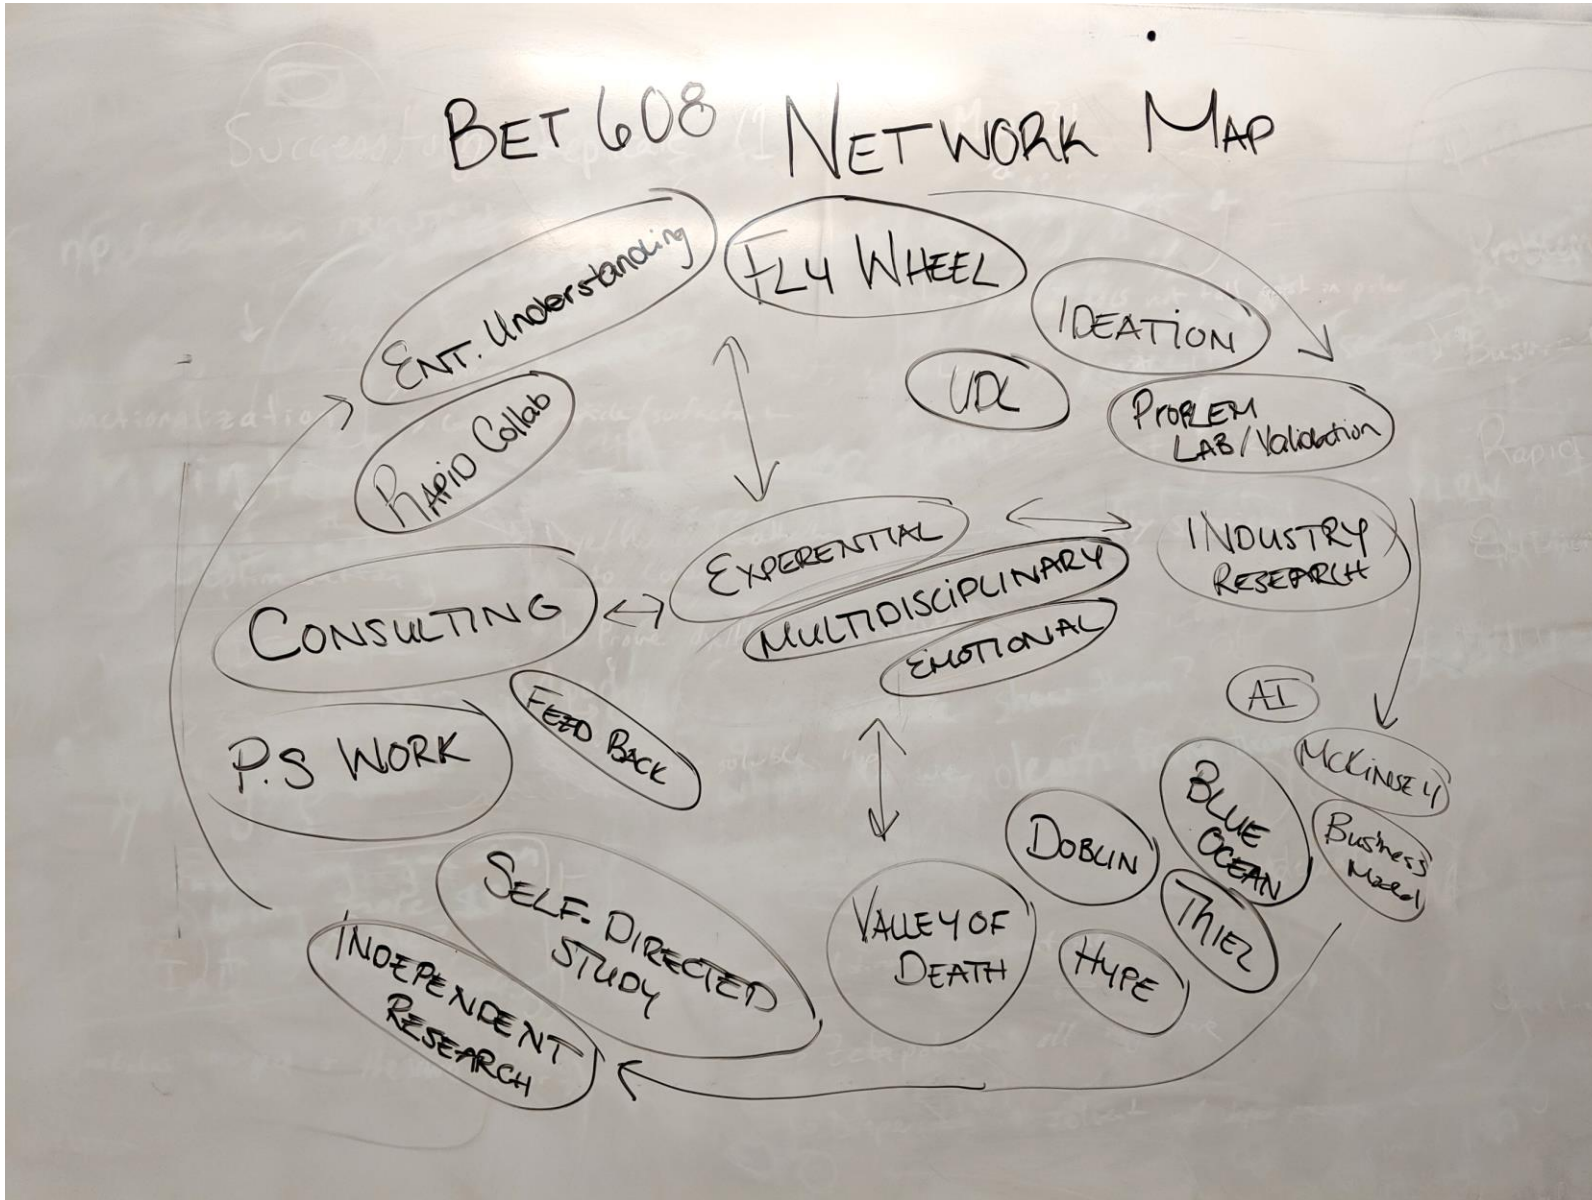 BET 608 NETWORK MAP
ENT. Understanding
FLY WHEEL
IDEATION
UDL
PROBLEM
LAB/Validation
RAPID Collab
EXPERENTIAL
MULTIDISCIPLINARY
EMOTIONAL
INDUSTRY
RESEARCH
CONSULTING
FEED BACK
P.S WORK
AI
MCKINSEY
BLUE
OCEAN
Business
Model
DOBLIN
THIEL
HYPE
VALLEY OF
DEATH
SELF-DIRECTED
STUDY
INDEPENDENT
RESEARCH